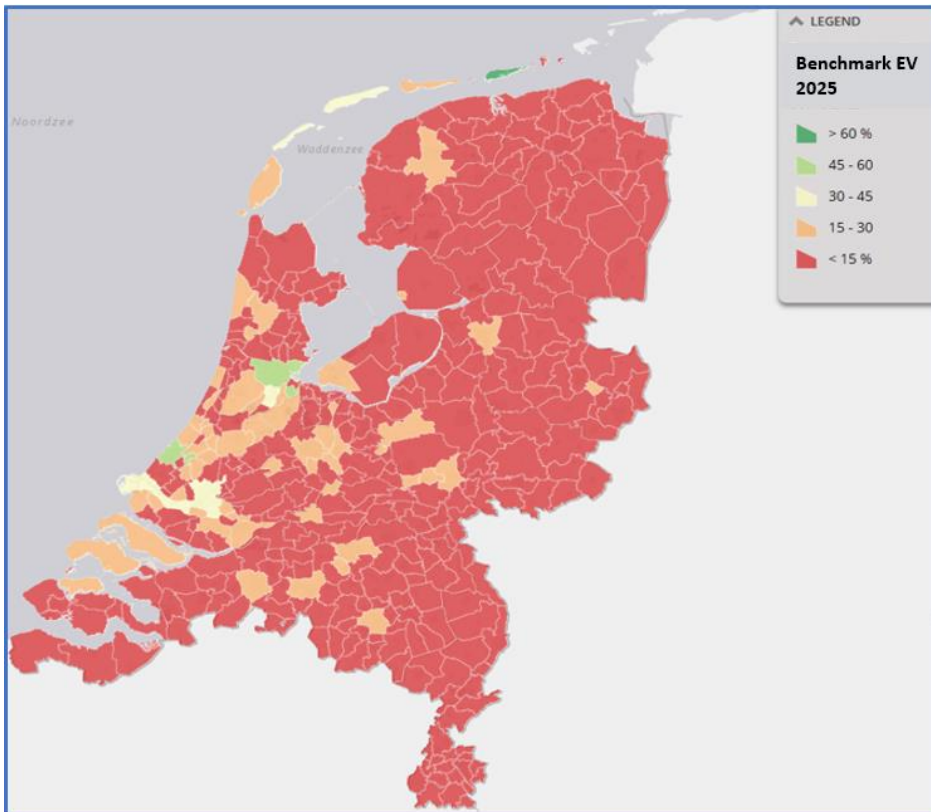 LEGEND
Benchmark EV
2025
Noordzee
Waddenzee
> 60 %
45 - 60
30 - 45
15 - 30
< 15 %